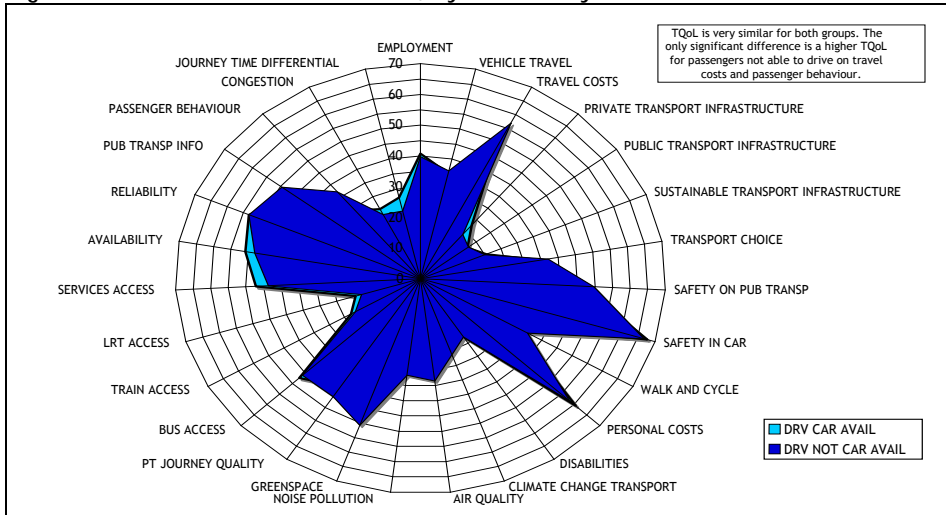 TQoL is very similar for both groups. The
only significant difference is a higher TQoL
for passengers not able to drive on travel
costs and passenger behaviour.
EMPLOYMENT
VEHICLE TRAVEL
TRAVEL COSTS
PRIVATE TRANSPORT INFRASTRUCTURE
PUBLIC TRANSPORT INFRASTRUCTURE
SUSTAINABLE TRANSPORT INFRASTRUCTURE
TRANSPORT CHOICE
SAFETY ON PUB TRANSP
SAFETY IN CAR
WALK AND CYCLE
PERSONAL COSTS
DISABILITIES
CLIMATE CHANGE TRANSPORT
AIR QUALITY
NOISE POLLUTION
GREENSPACE
PT JOURNEY QUALITY
BUS ACCESS
TRAIN ACCESS
LRT ACCESS
SERVICES ACCESS
AVAILABILITY
RELIABILITY
PUB TRANSP INFO
PASSENGER BEHAVIOUR
CONGESTION
JOURNEY TIME DIFFERENTIAL
70
60
50
40
30
20
10
0
DRV CAR AVAIL
DRV NOT CAR AVAIL